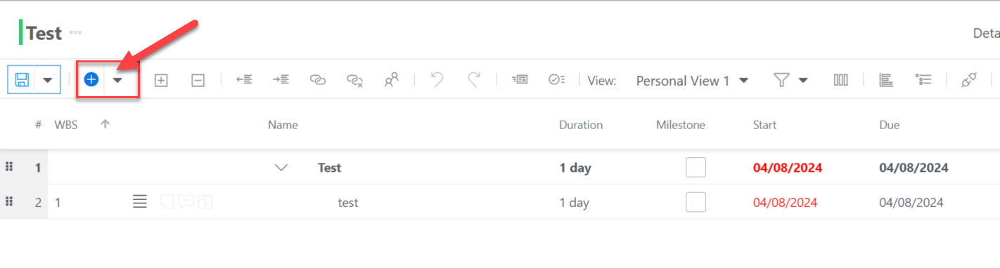 Test
Deta
View: Personal View 1
# WBS Name Duration Milestone Start Due
1 Test 1 day 04/08/2024 04/08/2024
2 1 test 1 day 04/08/2024 04/08/2024